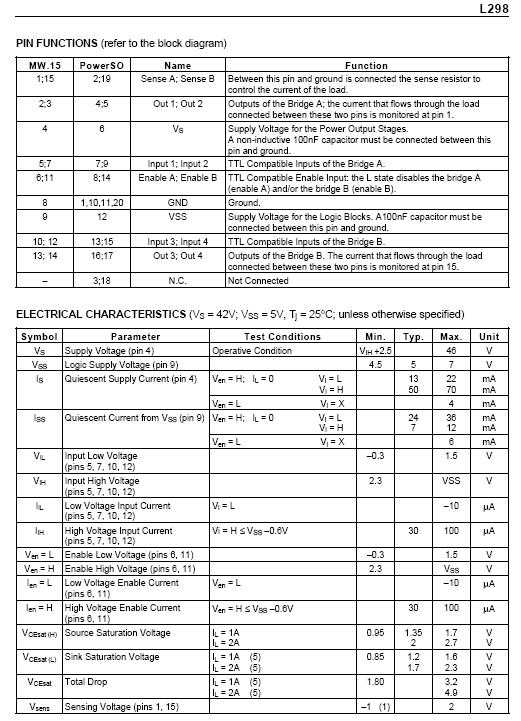 L298
PIN FUNCTIONS (refer to the block diagram)
MW.15 PowerSO Name Function
1;15 2;19 Sense A; Sense B Between this pin and ground is connected the sense resistor to
control the current of the load.
2;3 4;5 Out 1; Out 2 Outputs of the Bridge A; the current that flows through the load
connected between these two pins is monitored at pin 1.
4 6 VS Supply Voltage for the Power Output Stages.
A non-inductive 100nF capacitor must be connected between this
pin and ground.
5;7 7;9 Input 1; Input 2 TTL Compatible Inputs of the Bridge A.
6;11 8;14 Enable A; Enable B TTL Compatible Enable Input: the L state disables the bridge A
(enable A) and/or the bridge B (enable B).
8 1,10,11,20 GND Ground.
9 12 VSS Supply Voltage for the Logic Blocks. A100nF capacitor must be
connected between this pin and ground.
10; 12 13;15 Input 3; Input 4 TTL Compatible Inputs of the Bridge B.
13; 14 16;17 Out 3; Out 4 Outputs of the Bridge B. The current that flows through the load
connected between these two pins is monitored at pin 15.
– 3;18 N.C. Not Connected
ELECTRICAL CHARACTERISTICS (VS = 42V; VSS = 5V, Tj = 25°C; unless otherwise specified)
Symbol Parameter Test Conditions Min. Typ. Max. Unit
VS Supply Voltage (pin 4) Operative Condition VIH +2.5 46 V
VSS Logic Supply Voltage (pin 9) 4.5 5 7 V
IS Quiescent Supply Current (pin 4) Ven = H; IL = 0 Vi = L 13 22 mA
Vi = H 50 70 mA
Ven = L Vi = X 4 mA
ISS Quiescent Current from VSS (pin 9) Ven = H; IL = 0 Vi = L 24 36 mA
Vi = H 7 12 mA
Ven = L Vi = X 6 mA
ViL Input Low Voltage –0.3 1.5 V
(pins 5, 7, 10, 12)
ViH Input High Voltage 2.3 VSS V
(pins 5, 7, 10, 12)
IiL Low Voltage Input Current Vi = L –10 µA
(pins 5, 7, 10, 12)
IiH High Voltage Input Current Vi = H ≤ VSS –0.6V 30 100 µA
(pins 5, 7, 10, 12)
Ven = L Enable Low Voltage (pins 6, 11) –0.3 1.5 V
Ven = H Enable High Voltage (pins 6, 11) 2.3 VSS V
Ien = L Low Voltage Enable Current Ven = L –10 µA
(pins 6, 11)
Ien = H High Voltage Enable Current Ven = H ≤ VSS –0.6V 30 100 µA
(pins 6, 11)
VCEsat (H) Source Saturation Voltage IL = 1A 0.95 1.35 1.7 V
IL = 2A 2 2.7 V
VCEsat (L) Sink Saturation Voltage IL = 1A (5) 0.85 1.2 1.6 V
IL = 2A (5) 1.7 2.3 V
VCEsat Total Drop IL = 1A (5) 1.80 3.2 V
IL = 2A (5) 4.9 V
Vsens Sensing Voltage (pins 1, 15) –1 (1) 2 V